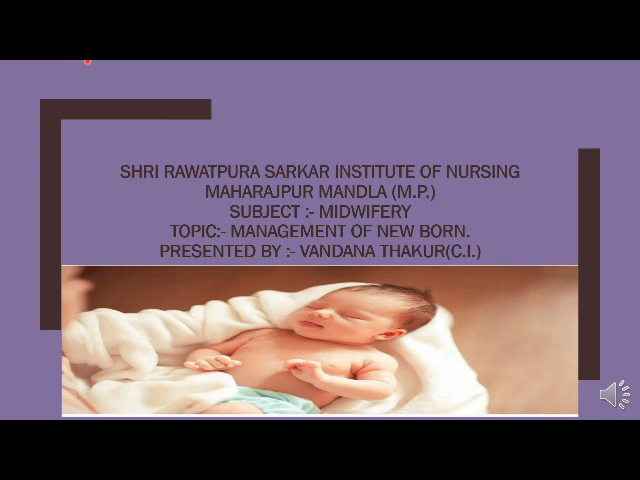 SHRI RAWATPURA SARKAR INSTITUTE OF NURSING
MAHARAJPUR MANDLA (M.P.)
SUBJECT :- MIDWIFERY
TOPIC:- MANAGEMENT OF NEW BORN.
PRESENTED BY :- VANDANA THAKUR(C.I.)